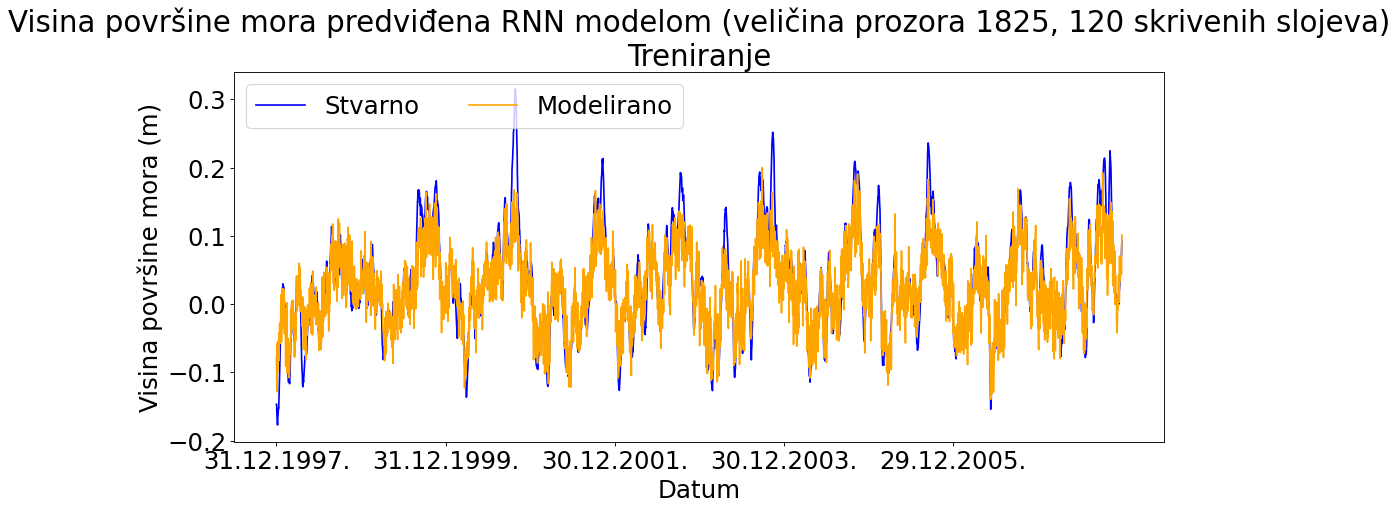 Visina površine mora predviđena RNN modelom (veličina prozora 1825, 120 skrivenih slojeva)
Treniranje
Stvarno Modelirano
Visina površine mora (m)
0.3
0.2
0.1
0.0
−0.1
−0.2
31.12.1997. 31.12.1999. 30.12.2001. 30.12.2003. 29.12.2005.
Datum